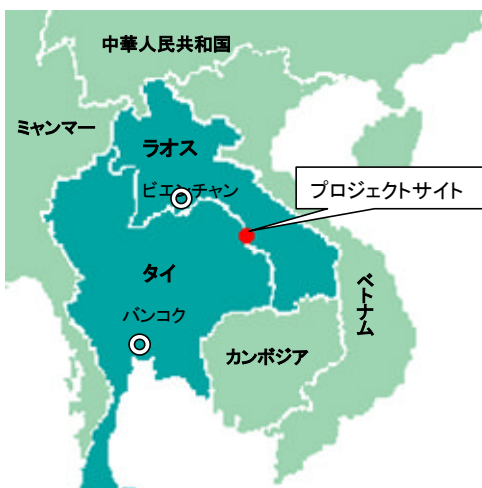 中華人民共和国
ミャンマー
ラオス
ビエンチャン
プロジェクトサイト
タイ
ベトナム
バンコク
カンボジア